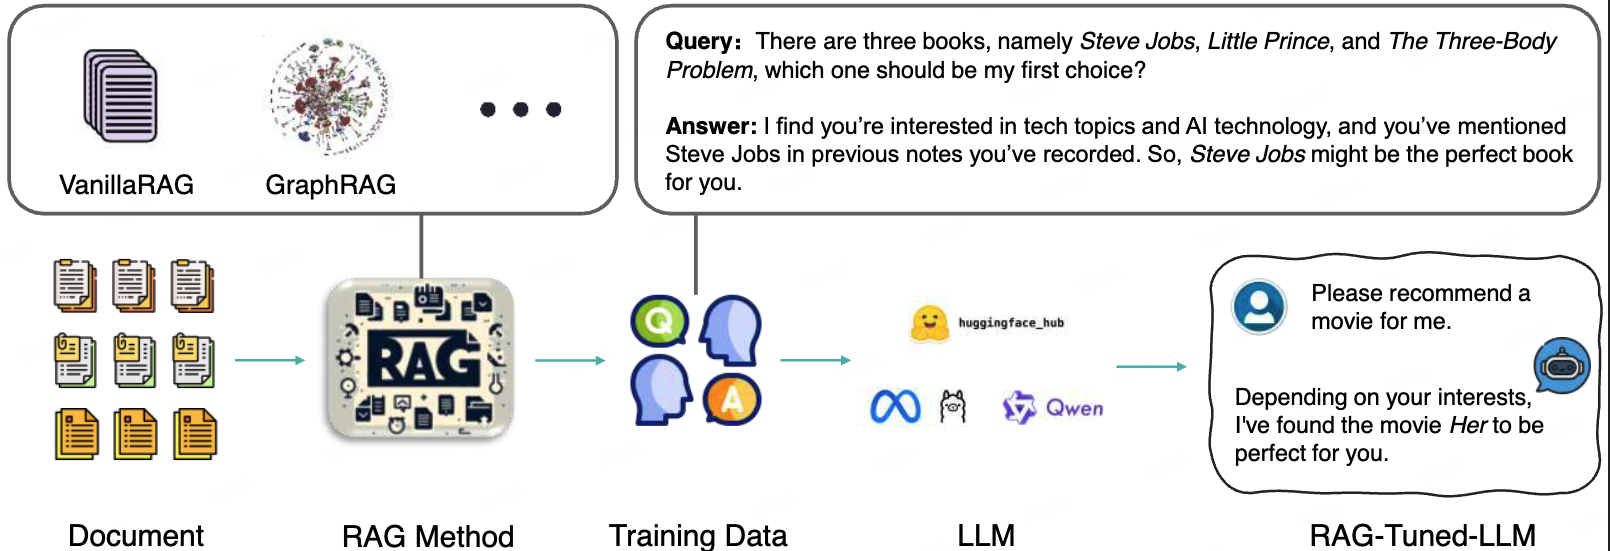 VanillaRAG
GraphRAG
Query: There are three books, namely Steve Jobs, Little Prince, and The Three-Body
Problem, which one should be my first choice?
Answer: I find you’re interested in tech topics and AI technology, and you’ve mentioned
Steve Jobs in previous notes you’ve recorded. So, Steve Jobs might be the perfect book
for you.
RAG
Q
A
huggingface_hub
Qwen
Please recommend a
movie for me.
Depending on your interests,
I've found the movie Her to be
perfect for you.
Document
RAG Method
Training Data
LLM
RAG-Tuned-LLM